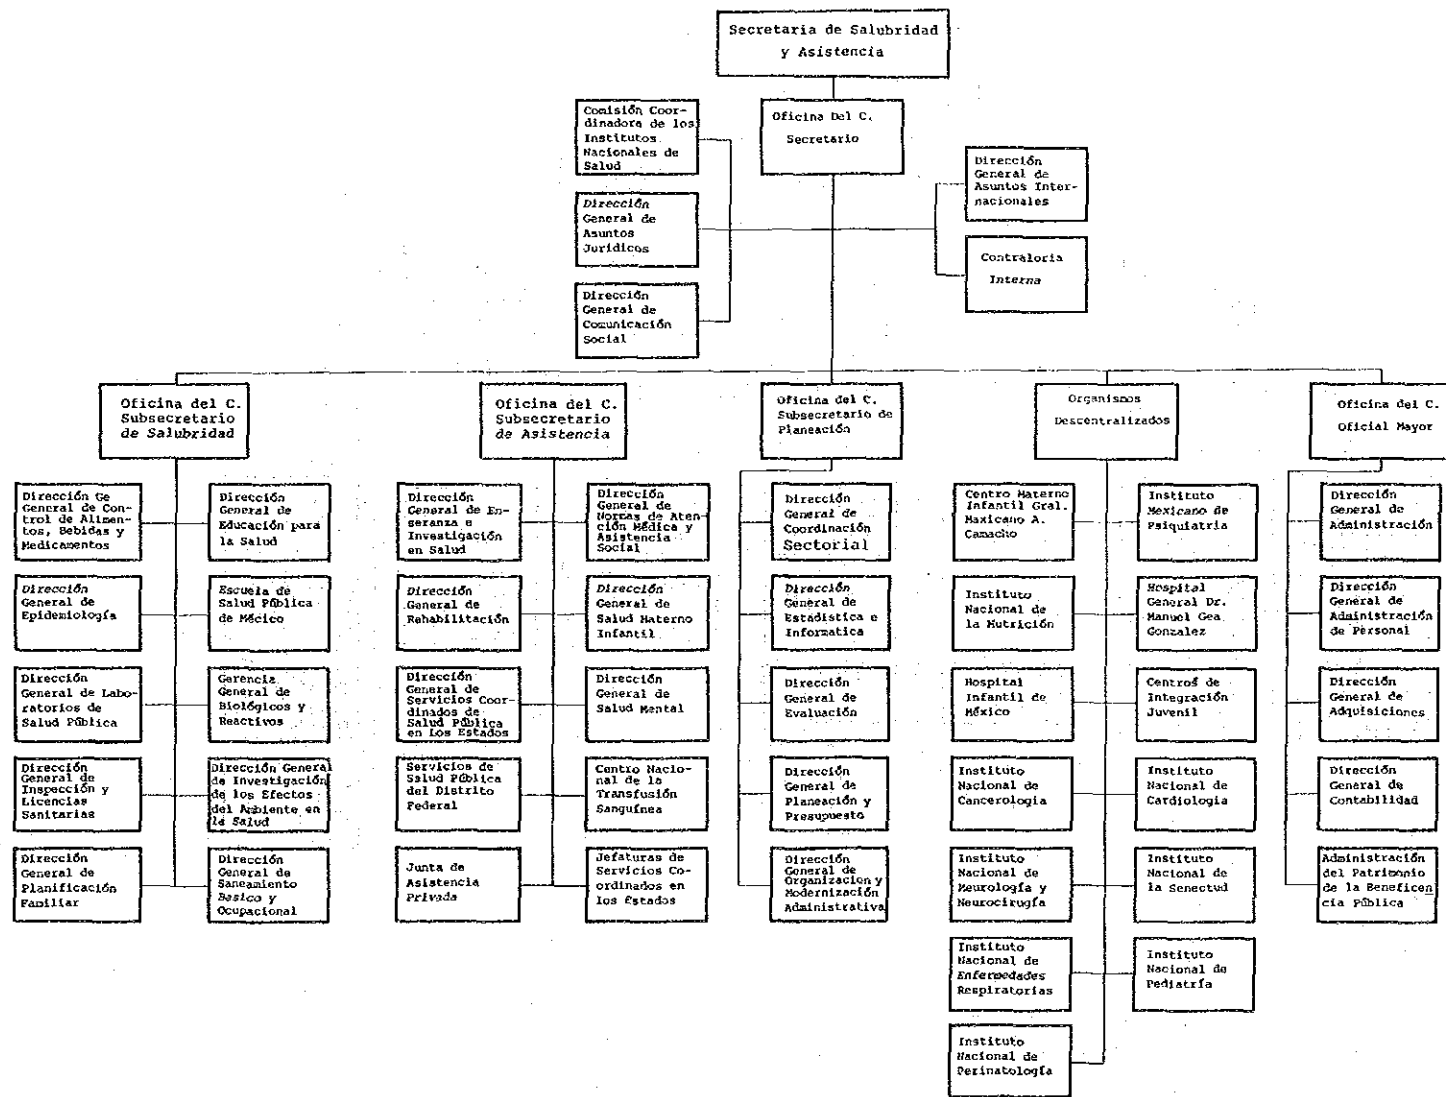 Secretaria de Salubridad
y Asistencia
Comisión Coor-
dinadora de los
Institutos
Nacionales de
Salud
Oficina Del C.
Secretario
Dirección
General de
Asuntos Inter-
nacionales
Dirección
General de
Asuntos
Jurídicos
Contraloria
Interna
Dirección
General de
Comunicación
Social
Oficina del C.
Subsecretario
de Salubridad
Oficina del C.
Subsecretario
de Asistencia
Oficina del C.
Subsecretario de
Planeación
Organismos
Descentralizados
Oficina del C.
Oficial Mayor
Dirección Ge
General de Con-
trol de Alimen-
tos, Bebidas y
Medicamentos
Dirección
General de
Educación para
la Salud
Dirección
General de En-
señanza e
Investigación
en Salud
Dirección
General de
Normas de Aten-
ción Médica y
Asistencia
Social
Dirección
General de
Coordinación
Sectorial
Centro Materno
Infantil Gral.
Maxicano A.
Camacho
Instituto
Mexicano de
Psiquiatria
Dirección
General de
Administración
Dirección
General de
Epidemiología
Escuela de
Salud Pública
de Mécico
Dirección
General de
Rehabilitación
Dirección
General de
Salud Materno
Infantil
Dirección
General de
Estadística e
Informatica
Instituto
Nacional de
la Nutrición
Hospital
General Dr.
Manuel Gea
Gonzalez
Dirección
General de
Administración
de Personal
Dirección
General de Labo-
ratorios de
Salud Pública
Gerencia
General de
Biológicos y
Reactivos
Dirección
General de
Servicios Coor-
dinados de
Salud Pública
en Los Estados
Dirección
General de
Salud Mental
Dirección
General de
Evaluación
Hospital
Infantil de
México
Centros de
Integración
Juvenil
Dirección
General de
Adquisiciones
Dirección
General de
Inspección y
Licencias
Sanitarias
Dirección General
de Investigación
de los Efectos
del Ambiente en
la Salud
Servicios de
Salud Pública
del Distrito
Federal
Centro Nacio-
nal de la
Transfusión
Sanguínea
Dirección
General de
Planeación y
Presupuesto
Instituto
Nacional de
Cancerologia
Instituto
Nacional de
Cardiologia
Dirección
General de
Contabilidad
Dirección
General de
Planificación
Familiar
Dirección
General de
Saneamiento
Basico y
Ocupacional
Junta de
Asistencia
Privada
Jefaturas de
Servicios Co-
ordinados en
los Estados
Dirección
General de
Organizacion y
Modernización
Administrativa
Instituto
Nacional de
Neurología y
Neurocirugía
Instituto
Nacional de
la Senectud
Administración
del Patrimonio
de la Beneficen
cia Pública
Instituto
Nacional de
Enfermedades
Respiratorias
Instituto
Nacional de
Pediatría
Instituto
Nacional de
Perinatología